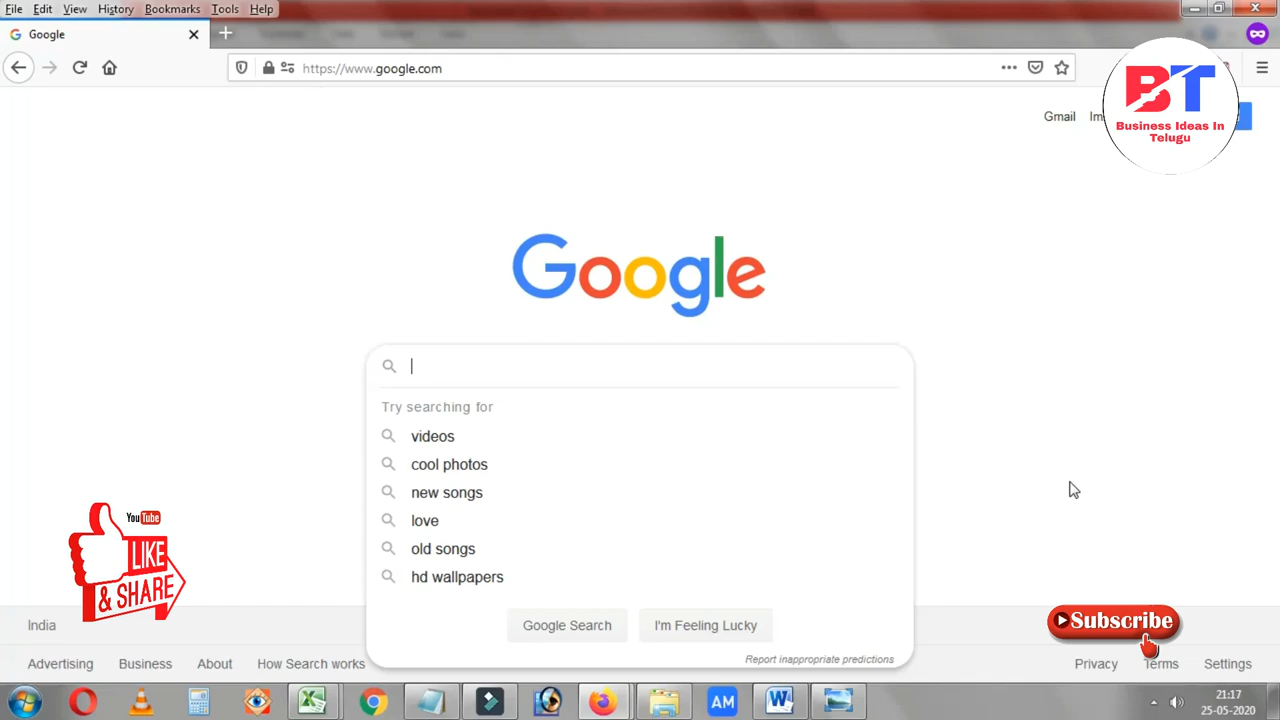 File Edit View History Bookmarks Tools Help
Google
https://www.google.com
BT
Business Ideas In
Telugu
Gmail
Google
Try searching for
videos
cool photos
new songs
love
old songs
hd wallpapers
Google Search I'm Feeling Lucky
Report inappropriate predictions
YouTube
LIKE
& SHARE
Subscribe
India
Advertising Business About How Search works Privacy Terms Settings
AM
21:17
25-05-2020